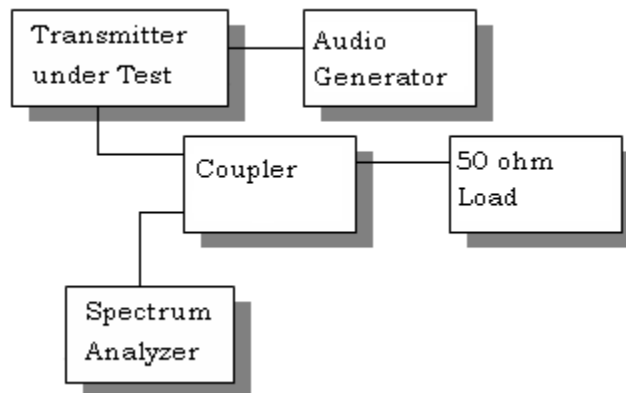 Transmitter
under Test
Audio
Generator
Coupler
50 ohm
Load
Spectrum
Analyzer